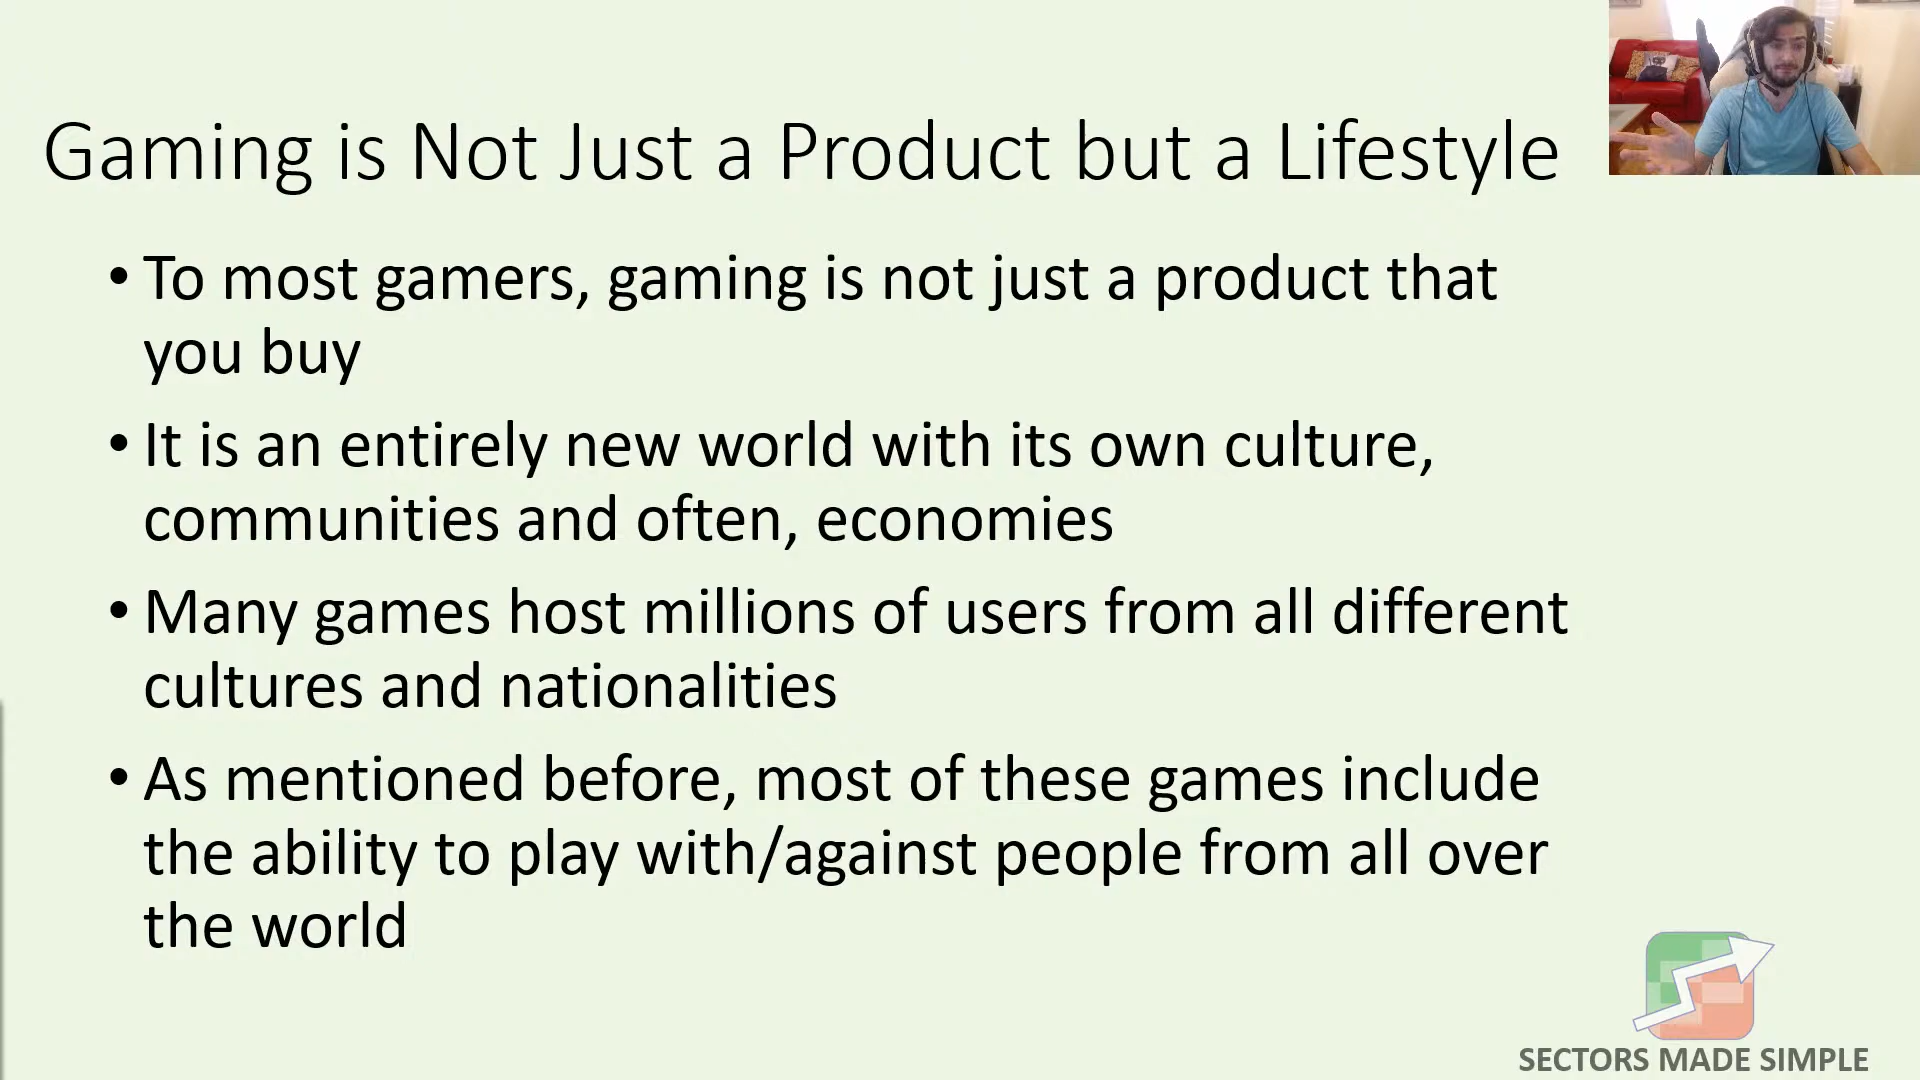 Gaming is Not Just a Product but a Lifestyle
• To most gamers, gaming is not just a product that
you buy
• It is an entirely new world with its own culture,
communities and often, economies
• Many games host millions of users from all different
cultures and nationalities
• As mentioned before, most of these games include
the ability to play with/against people from all over
the world
SECTORS MADE SIMPLE